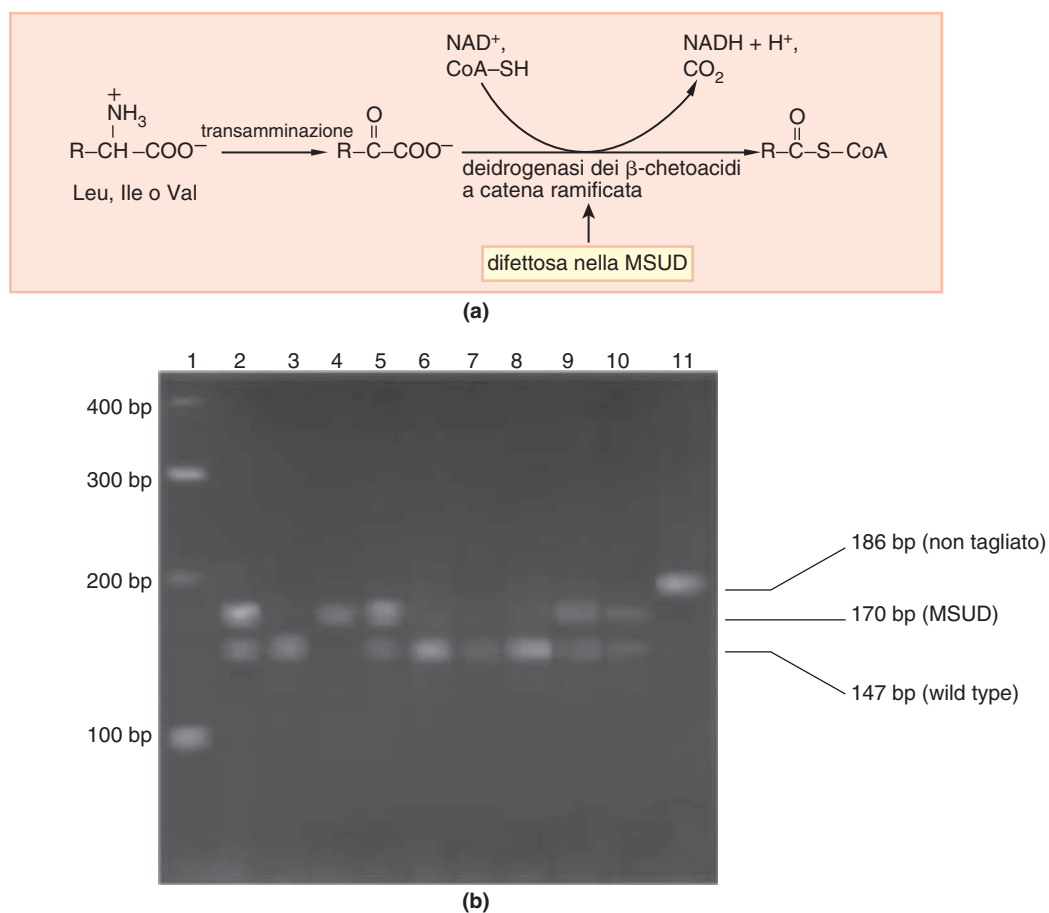 NAD⁺,
CoA–SH
NADH + H⁺,
CO₂
+
NH₃
R–CH–COO⁻
transamminazione
O
R–C–COO⁻
deidrogenasi dei β-chetoacidi
a catena ramificata
O
R–C–S–CoA
Leu, Ile o Val
difettosa nella MSUD
(a)
1 2 3 4 5 6 7 8 9 10 11
400 bp
300 bp
200 bp
100 bp
186 bp (non tagliato)
170 bp (MSUD)
147 bp (wild type)
(b)